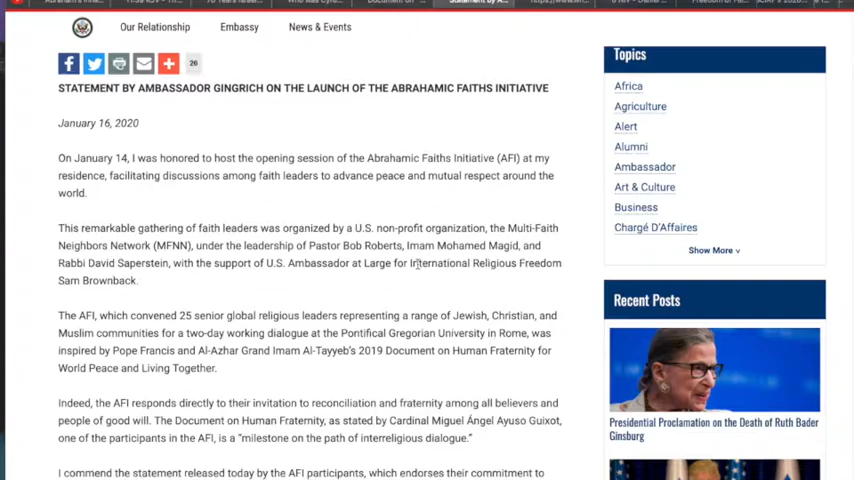 Our Relationship Embassy News & Events
26
STATEMENT BY AMBASSADOR GINGRICH ON THE LAUNCH OF THE ABRAHAMIC FAITHS INITIATIVE
January 16, 2020
On January 14, I was honored to host the opening session of the Abrahamic Faiths Initiative (AFI) at my
residence, facilitating discussions among faith leaders to advance peace and mutual respect around the
world.
This remarkable gathering of faith leaders was organized by a U.S. non-profit organization, the Multi-Faith
Neighbors Network (MFNN), under the leadership of Pastor Bob Roberts, Imam Mohamed Magid, and
Rabbi David Saperstein, with the support of U.S. Ambassador at Large for International Religious Freedom
Sam Brownback.
The AFI, which convened 25 senior global religious leaders representing a range of Jewish, Christian, and
Muslim communities for a two-day working dialogue at the Pontifical Gregorian University in Rome, was
inspired by Pope Francis and Al-Azhar Grand Imam Al-Tayyeb's 2019 Document on Human Fraternity for
World Peace and Living Together.
Indeed, the AFI responds directly to their invitation to reconciliation and fraternity among all believers and
people of good will. The Document on Human Fraternity, as stated by Cardinal Miguel Ángel Ayuso Guixot,
one of the participants in the AFI, is a "milestone on the path of interreligious dialogue."
I commend the statement released today by the AFI participants, which endorses their commitment to
Topics
Africa
Agriculture
Alert
Alumni
Ambassador
Art & Culture
Business
Chargé D'Affaires
Show More
Recent Posts
Presidential Proclamation on the Death of Ruth Bader
Ginsburg